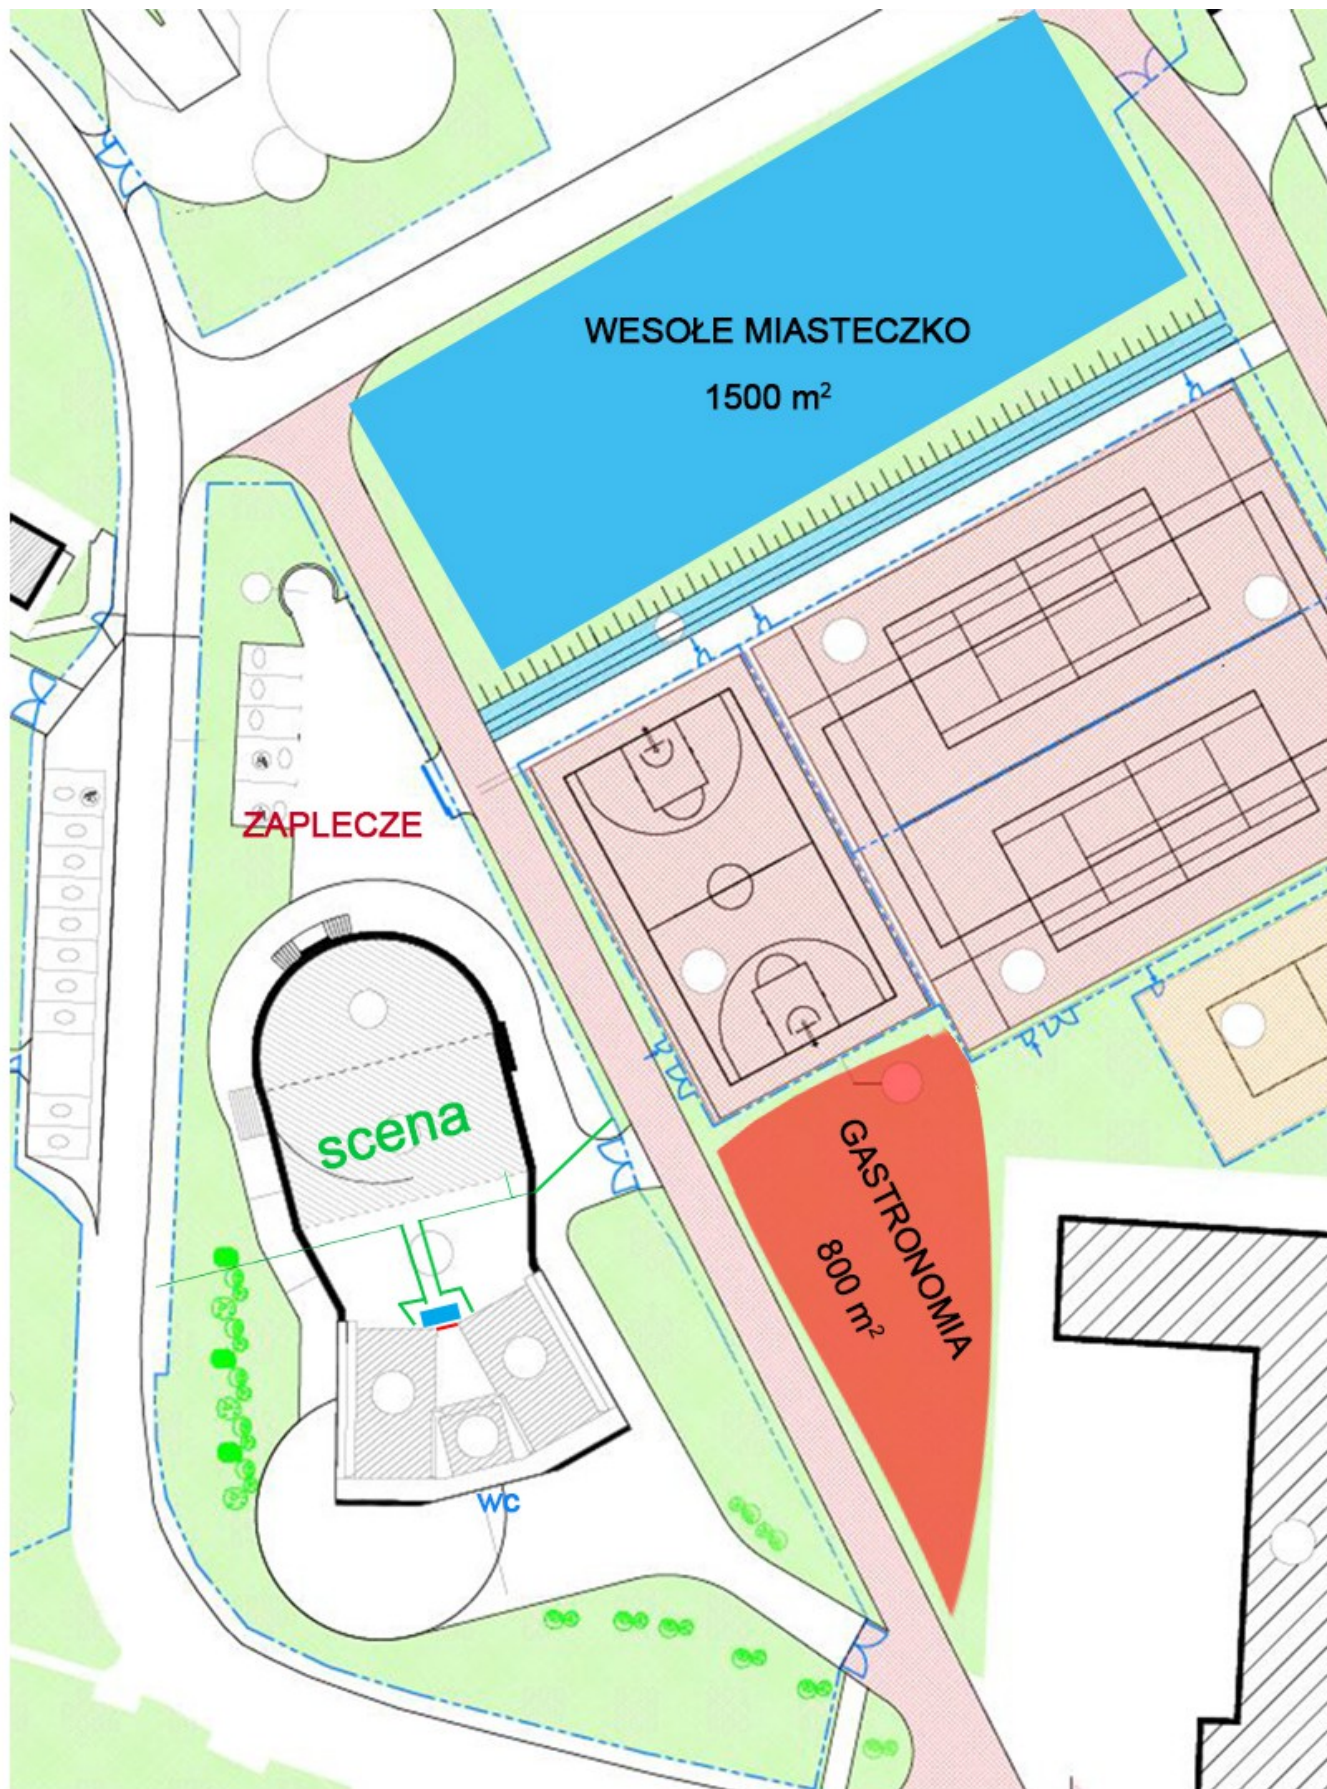 WESOŁE MIASTECZKO
1500 m²
ZAPLECZE
scena
GASTRONOMIA
800 m²
WC